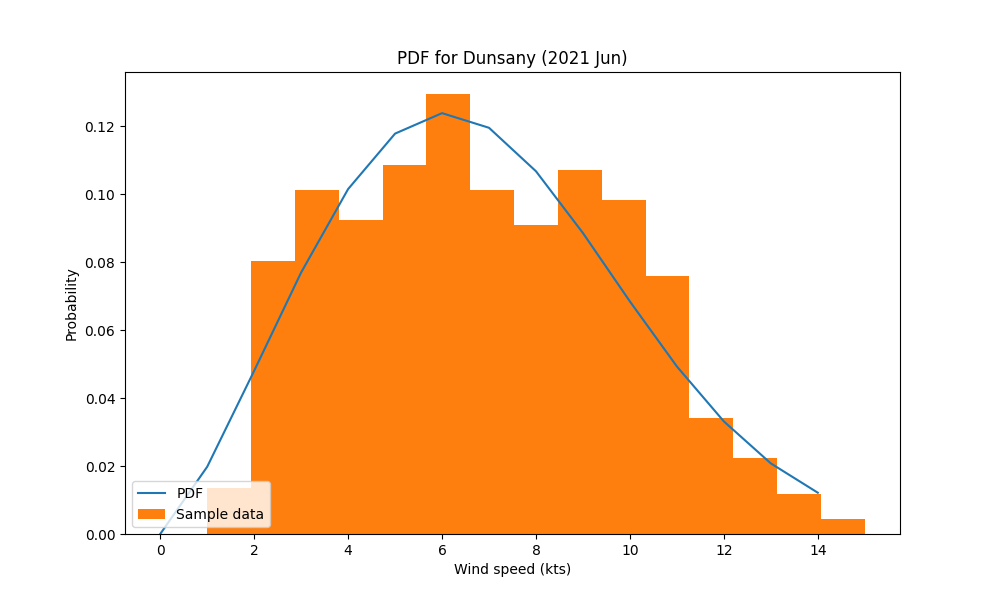 PDF for Dunsany (2021 Jun)
0.12
0.10
0.08
0.06
0.04
0.02
0.00
Probability
PDF
Sample data
0 2 4 6 8 10 12 14
Wind speed (kts)